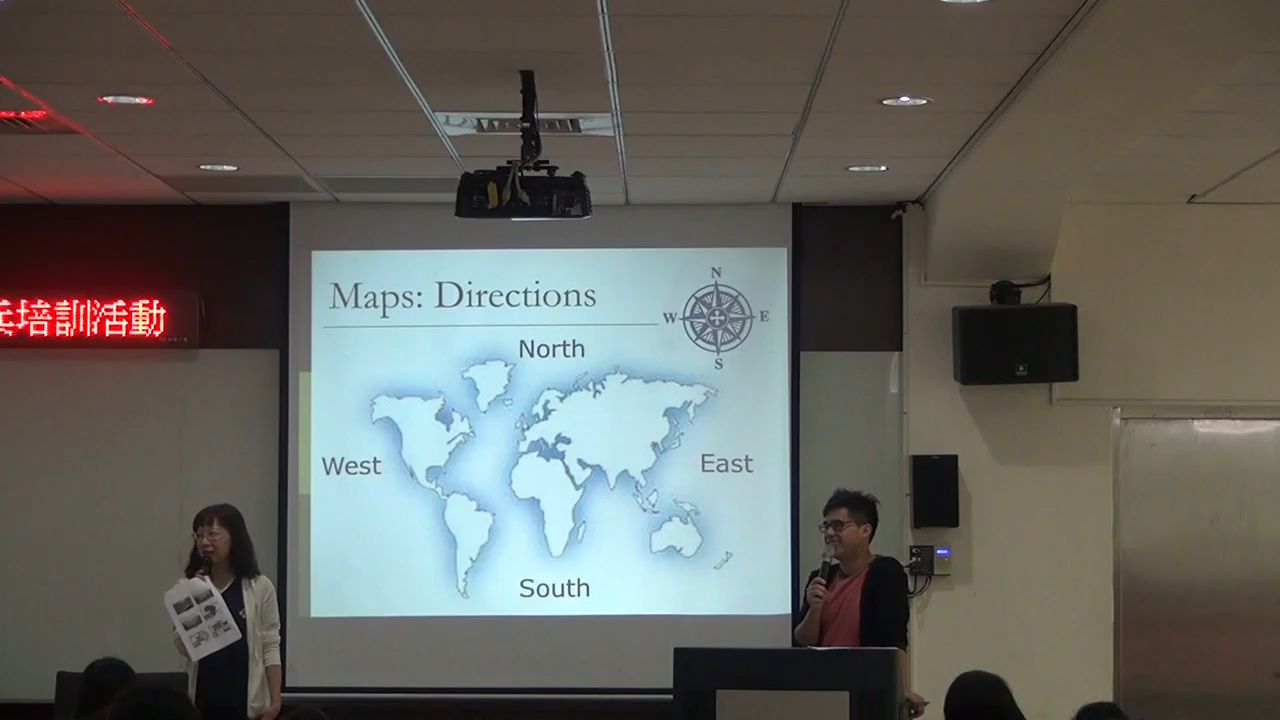 培訓活動
Maps: Directions
N
W
E
S
North
West
East
South